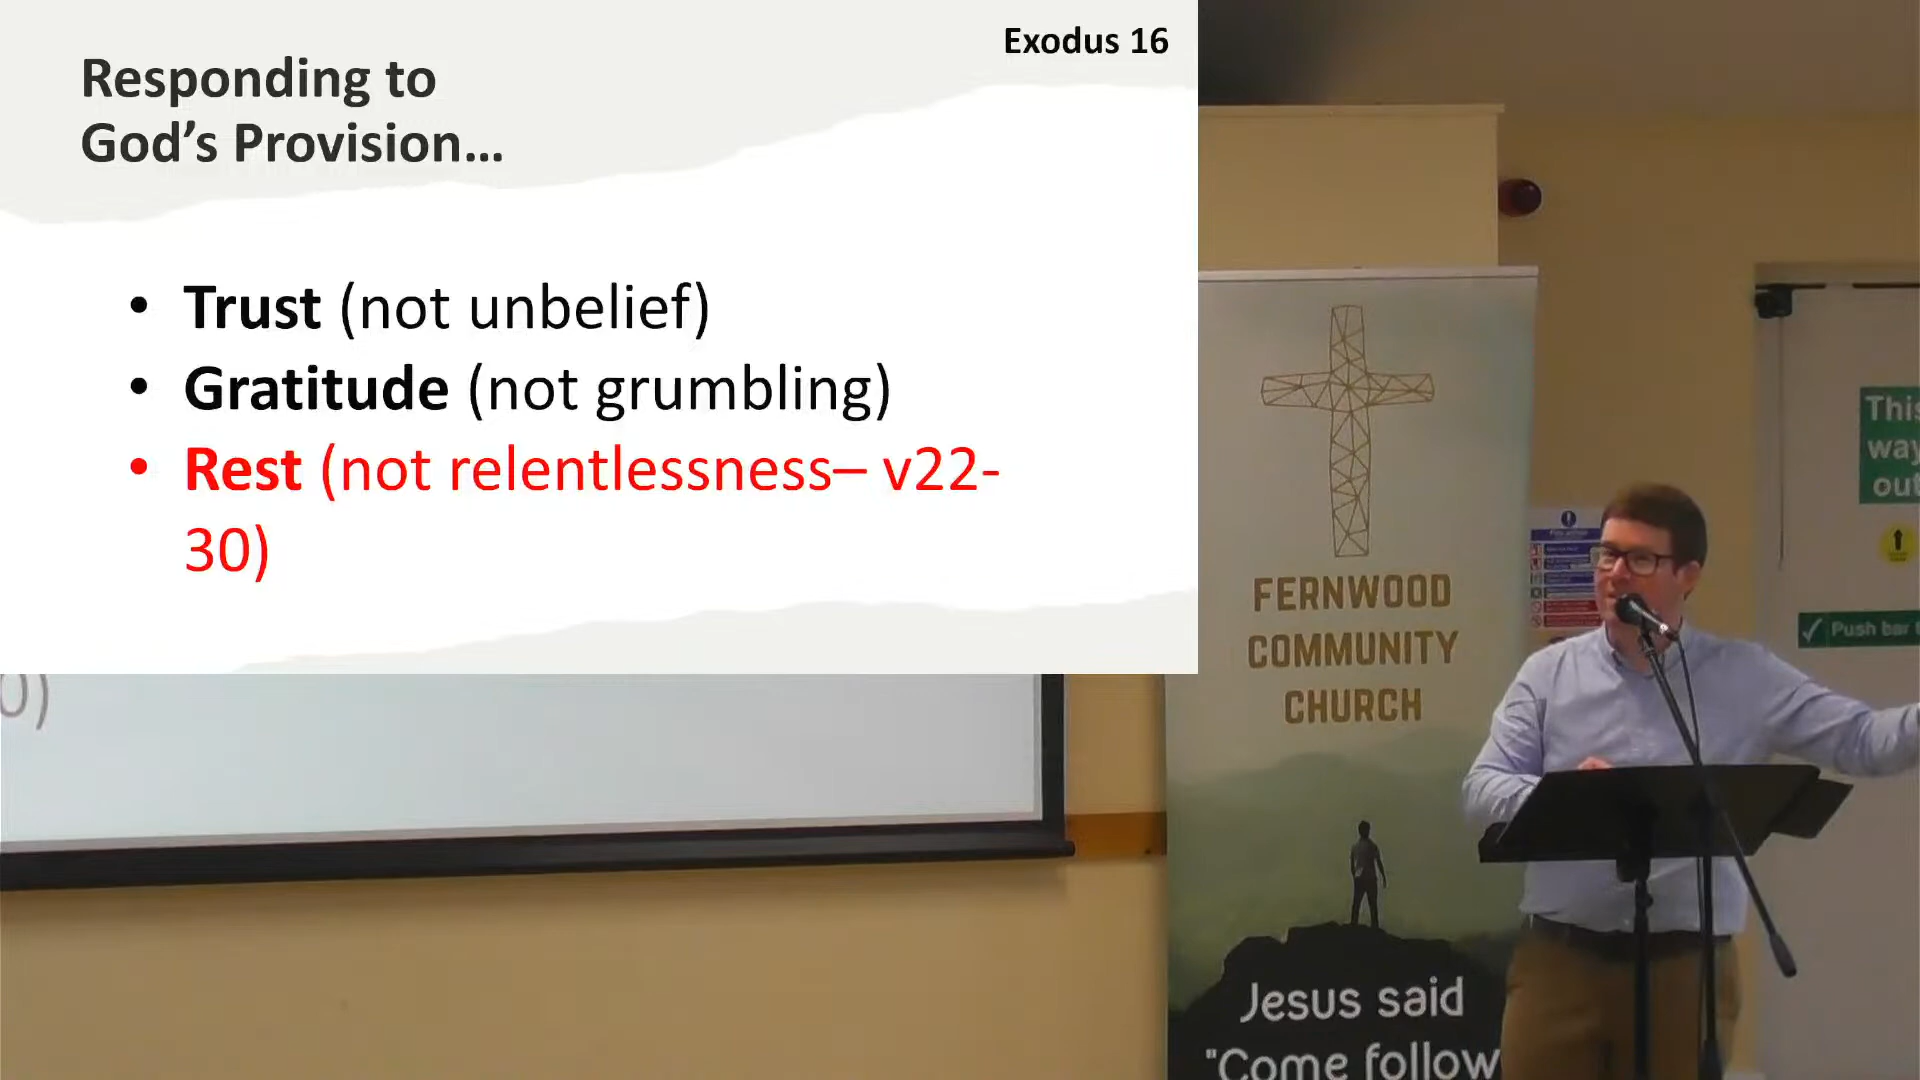 Exodus 16
Responding to
God’s Provision…
• Trust (not unbelief)
• Gratitude (not grumbling)
• Rest (not relentlessness– v22-
30)
0)
FERNWOOD
COMMUNITY
CHURCH
Jesus said
"Come follow
This
way
out
Push bar t